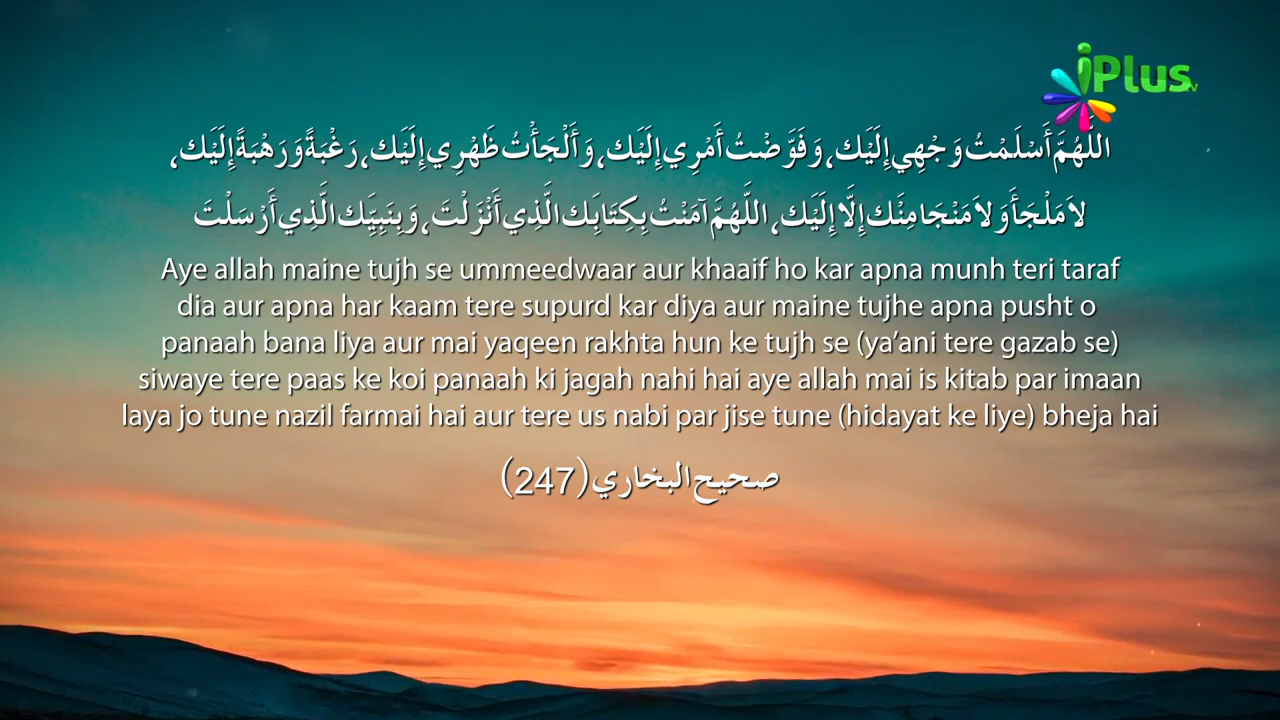 iPlus TV
اللَّهُمَّ أَسْلَمْتُ وَجْهِي إِلَيْك، وَفَوَّضْتُ أَمْرِي إِلَيْك، وَأَلْجَأْتُ ظَهْرِي إِلَيْك، رَغْبَةً وَرَهْبَةً إِلَيْك،
لاَ مَلْجَأَ وَلاَ مَنْجَا مِنْك إِلَّا إِلَيْك، اللَّهُمَّ آمَنْتُ بِكِتَابِك الَّذِي أَنْزَلْتَ، وَبِنَبِيِّك الَّذِي أَرْسَلْتَ
Aye allah maine tujh se ummeedwaar aur khaaif ho kar apna munh teri taraf
dia aur apna har kaam tere supurd kar diya aur maine tujhe apna pusht o
panaah bana liya aur mai yaqeen rakhta hun ke tujh se (ya’ani tere gazab se)
siwaye tere paas ke koi panaah ki jagah nahi hai aye allah mai is kitab par imaan
laya jo tune nazil farmai hai aur tere us nabi par jise tune (hidayat ke liye) bheja hai
صحيح البخاري (247)